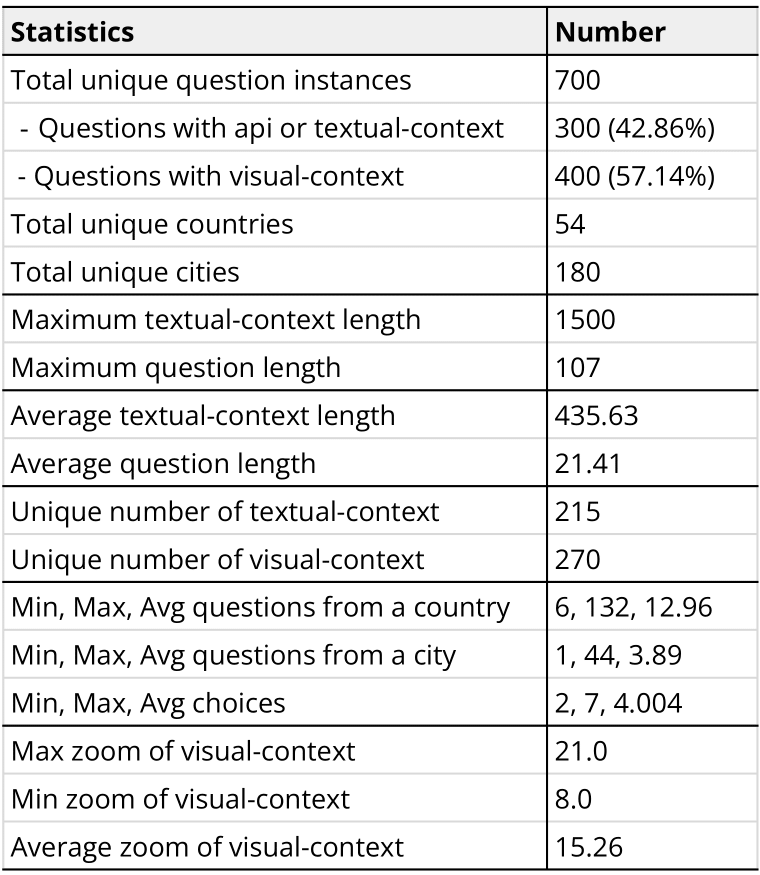 Statistics Number
Total unique question instances 700
- Questions with api or textual-context 300 (42.86%)
- Questions with visual-context 400 (57.14%)
Total unique countries 54
Total unique cities 180
Maximum textual-context length 1500
Maximum question length 107
Average textual-context length 435.63
Average question length 21.41
Unique number of textual-context 215
Unique number of visual-context 270
Min, Max, Avg questions from a country 6, 132, 12.96
Min, Max, Avg questions from a city 1, 44, 3.89
Min, Max, Avg choices 2, 7, 4.004
Max zoom of visual-context 21.0
Min zoom of visual-context 8.0
Average zoom of visual-context 15.26